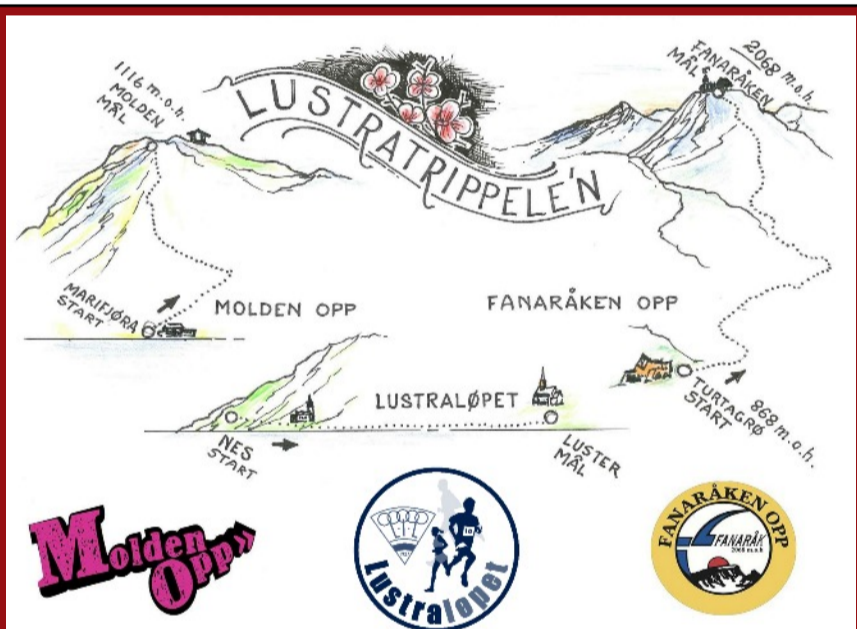 1116 m.o.h.
MOLDEN
MÅL
LUSTRATRIPPELE'N
2068 m.o.h.
FANARÅKEN
MÅL
MARIFJØRA
START
MOLDEN OPP
FANARÅKEN OPP
LUSTRALØPET
NES
START
LUSTER
MÅL
TURTAGRØ
START
868 m.o.h.
Molden
Opp
Lustraløpet
FANARÅKEN OPP
FANARÅK
2068 m.o.h